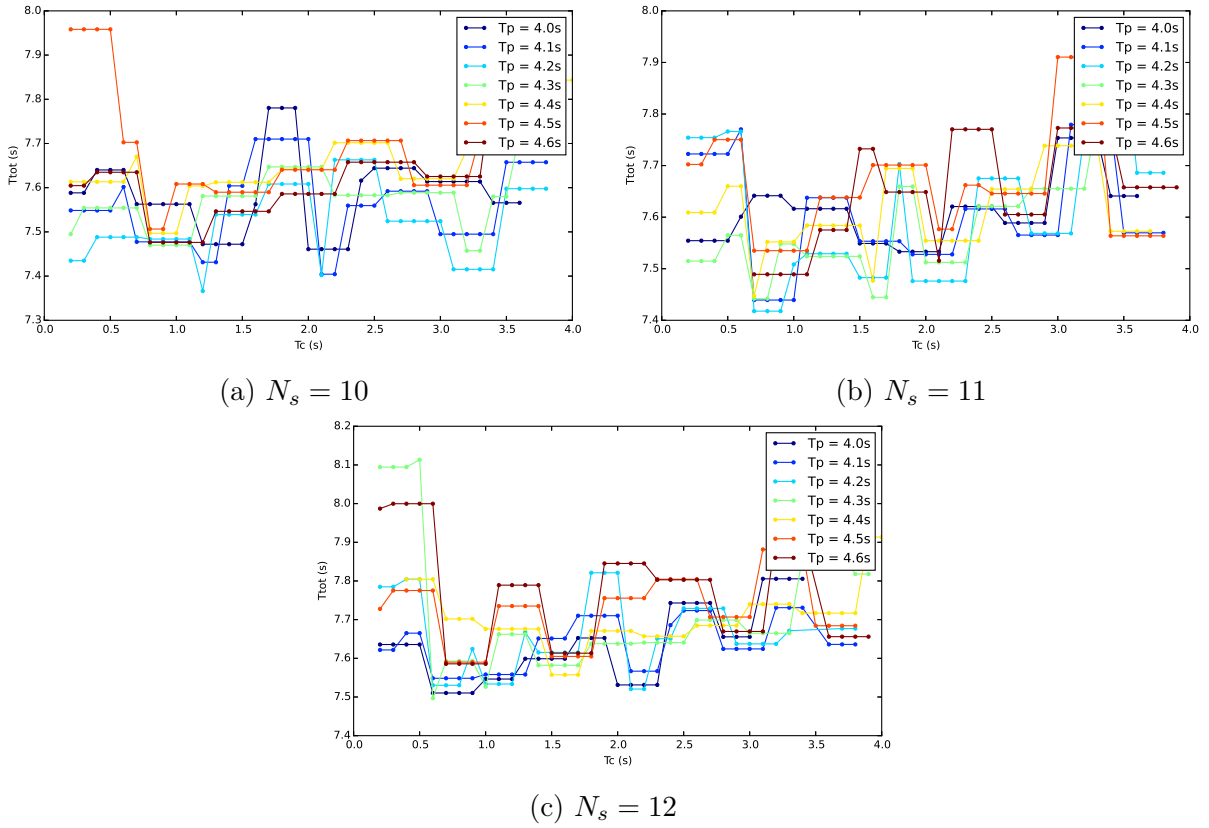 8.0
7.9
7.8
7.7
7.6
7.5
7.4
7.3
Ttot (s)
0.0 0.5 1.0 1.5 2.0 2.5 3.0 3.5 4.0
Tc (s)
Tp = 4.0s
Tp = 4.1s
Tp = 4.2s
Tp = 4.3s
Tp = 4.4s
Tp = 4.5s
Tp = 4.6s
(a) N_s = 10
8.0
7.9
7.8
7.7
7.6
7.5
7.4
Ttot (s)
0.0 0.5 1.0 1.5 2.0 2.5 3.0 3.5 4.0
Tc (s)
Tp = 4.0s
Tp = 4.1s
Tp = 4.2s
Tp = 4.3s
Tp = 4.4s
Tp = 4.5s
Tp = 4.6s
(b) N_s = 11
8.2
8.1
8.0
7.9
7.8
7.7
7.6
7.5
7.4
Ttot (s)
0.0 0.5 1.0 1.5 2.0 2.5 3.0 3.5 4.0
Tc (s)
Tp = 4.0s
Tp = 4.1s
Tp = 4.2s
Tp = 4.3s
Tp = 4.4s
Tp = 4.5s
Tp = 4.6s
(c) N_s = 12